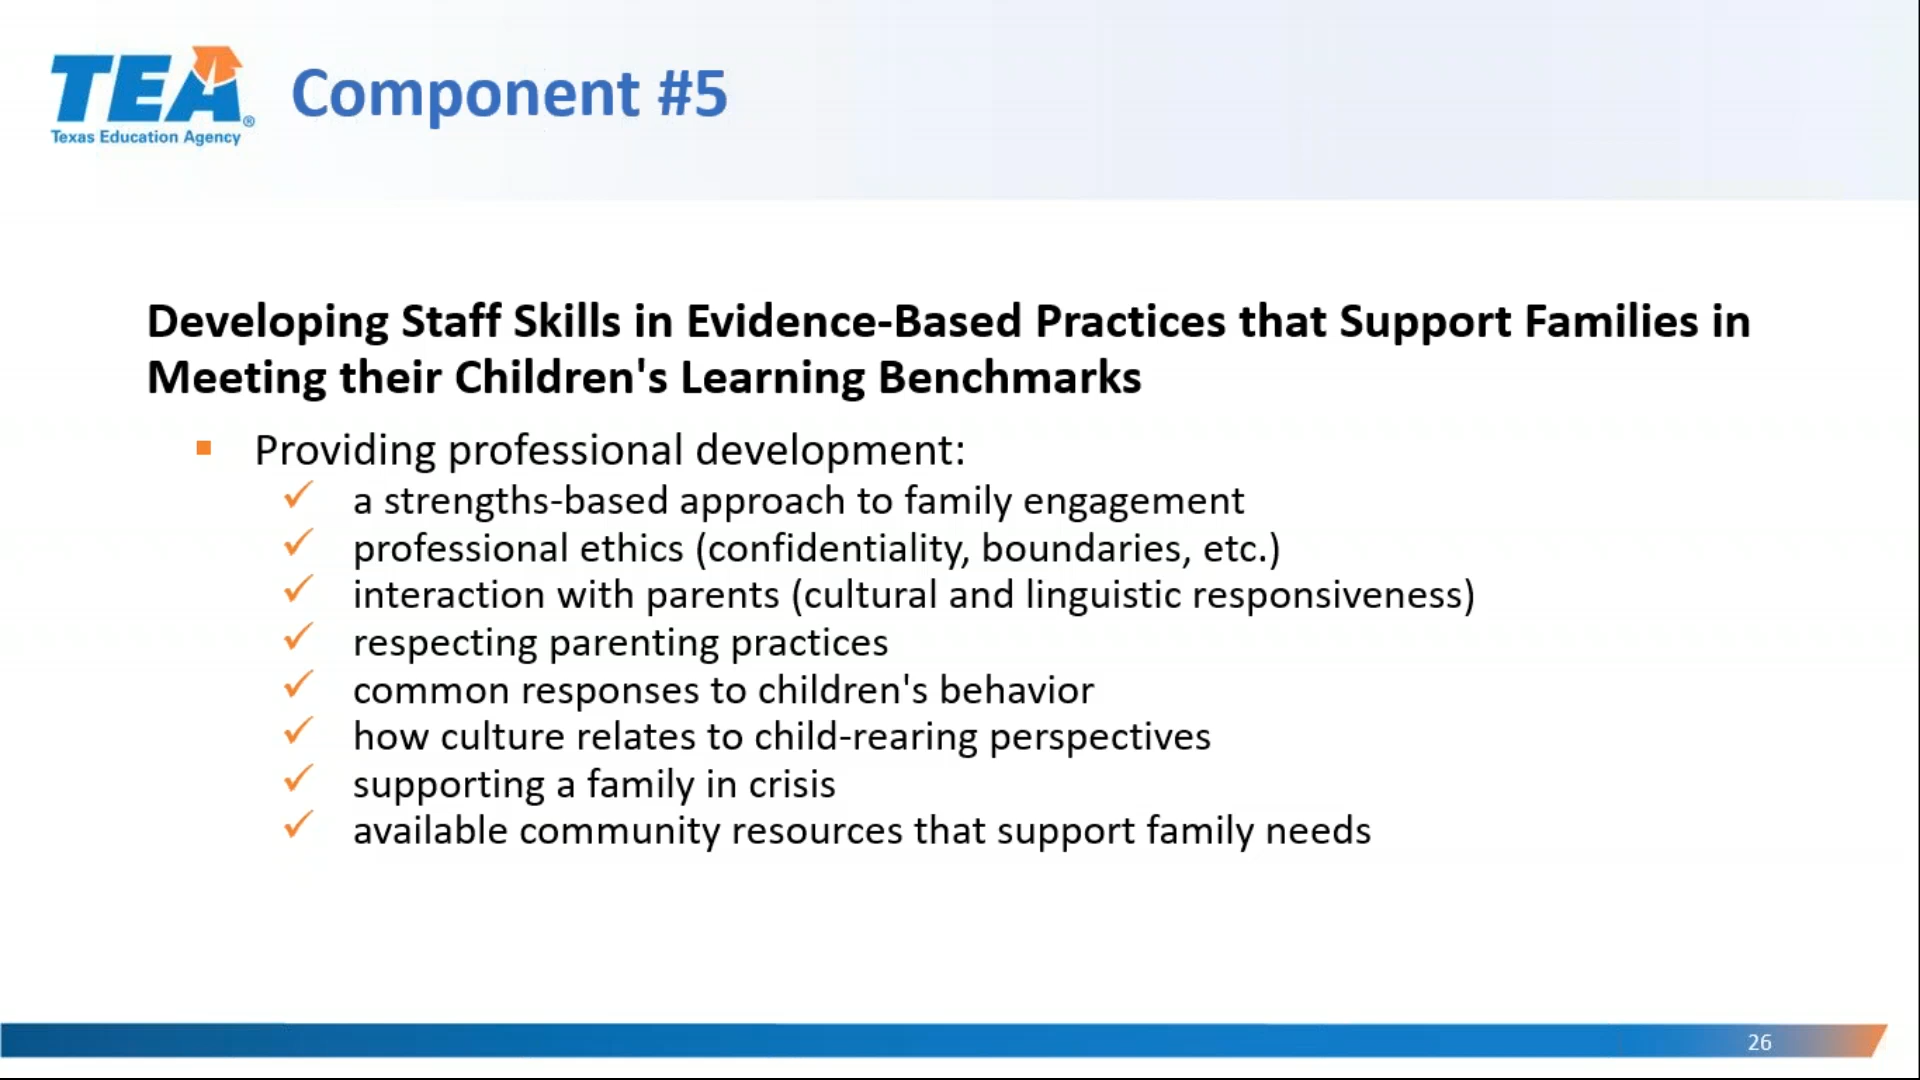 TEA®
Texas Education Agency
Component #5
Developing Staff Skills in Evidence-Based Practices that Support Families in
Meeting their Children's Learning Benchmarks
Providing professional development:
a strengths-based approach to family engagement
professional ethics (confidentiality, boundaries, etc.)
interaction with parents (cultural and linguistic responsiveness)
respecting parenting practices
common responses to children's behavior
how culture relates to child-rearing perspectives
supporting a family in crisis
available community resources that support family needs
26